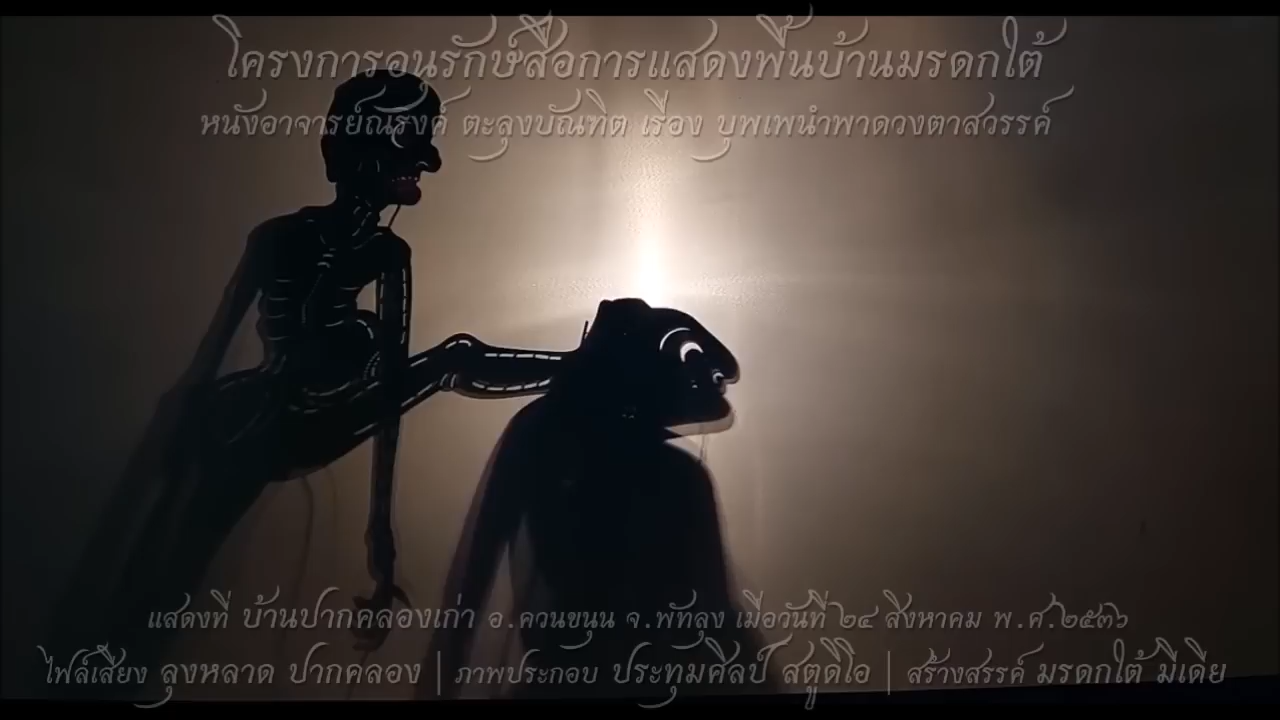 โครงการอนุรักษ์สื่อการแสดงพื้นบ้านมรดกใต้
หนังอาจารย์ณรงค์ ตะลุงบัณฑิต เรื่อง บุพเพนำพาดวงตาสวรรค์
แสดงที่ บ้านปากคลองเก่า อ.ควนขนุน จ.พัทลุง เมื่อวันที่ ๒๔ สิงหาคม พ.ศ.๒๕๓๖
ไฟล์เสียง ลุงหลาด ปากคลอง | ภาพประกอบ ประทุมศิลป์ สตูดิโอ | สร้างสรรค์ มรดกใต้ มีเดีย